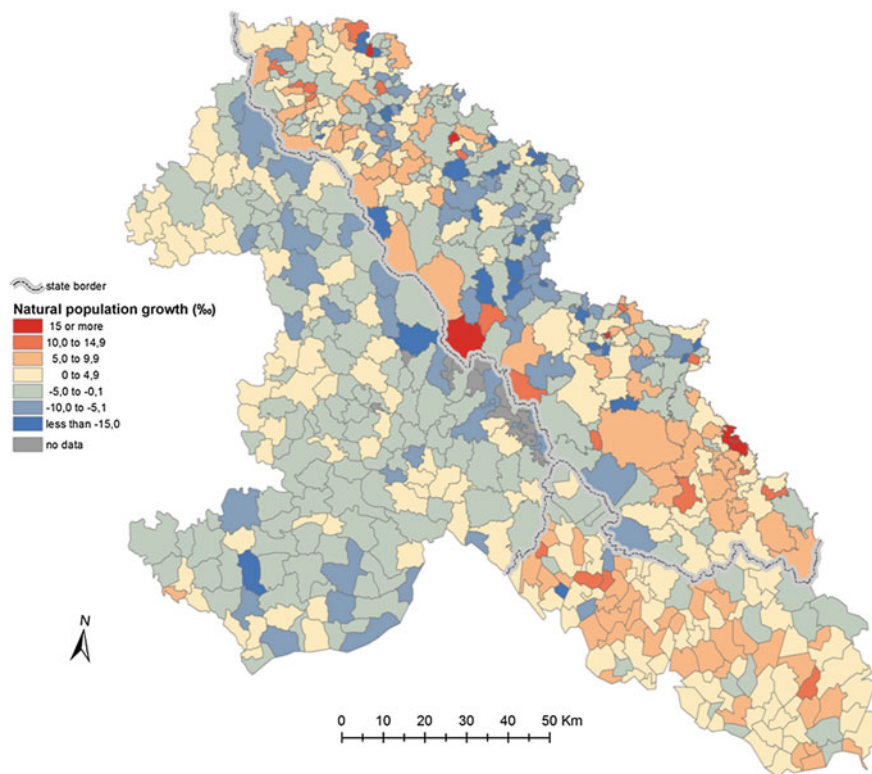 state border
Natural population growth (‰)
15 or more
10,0 to 14,9
5,0 to 9,9
0 to 4,9
-5,0 to -0,1
-10,0 to -5,1
less than -15,0
no data
N
0 10 20 30 40 50 Km